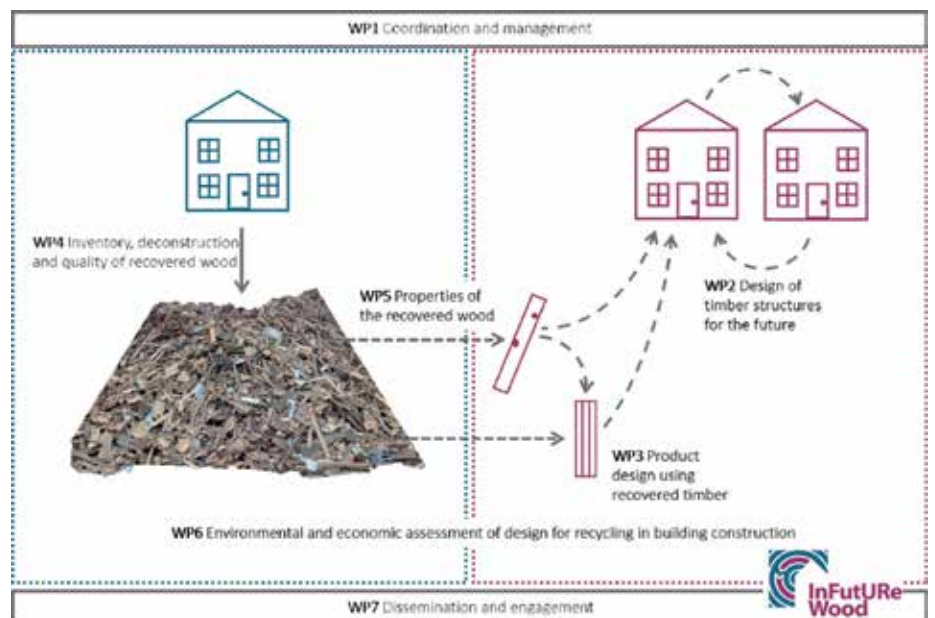 WP1 Coordination and management
WP4 Inventory, deconstruction
and quality of recovered wood
WP5 Properties of
the recovered wood
WP2 Design of
timber structures
for the future
WP3 Product
design using
recovered timber
WP6 Environmental and economic assessment of design for recycling in building construction
InFutURe
Wood
WP7 Dissemination and engagement